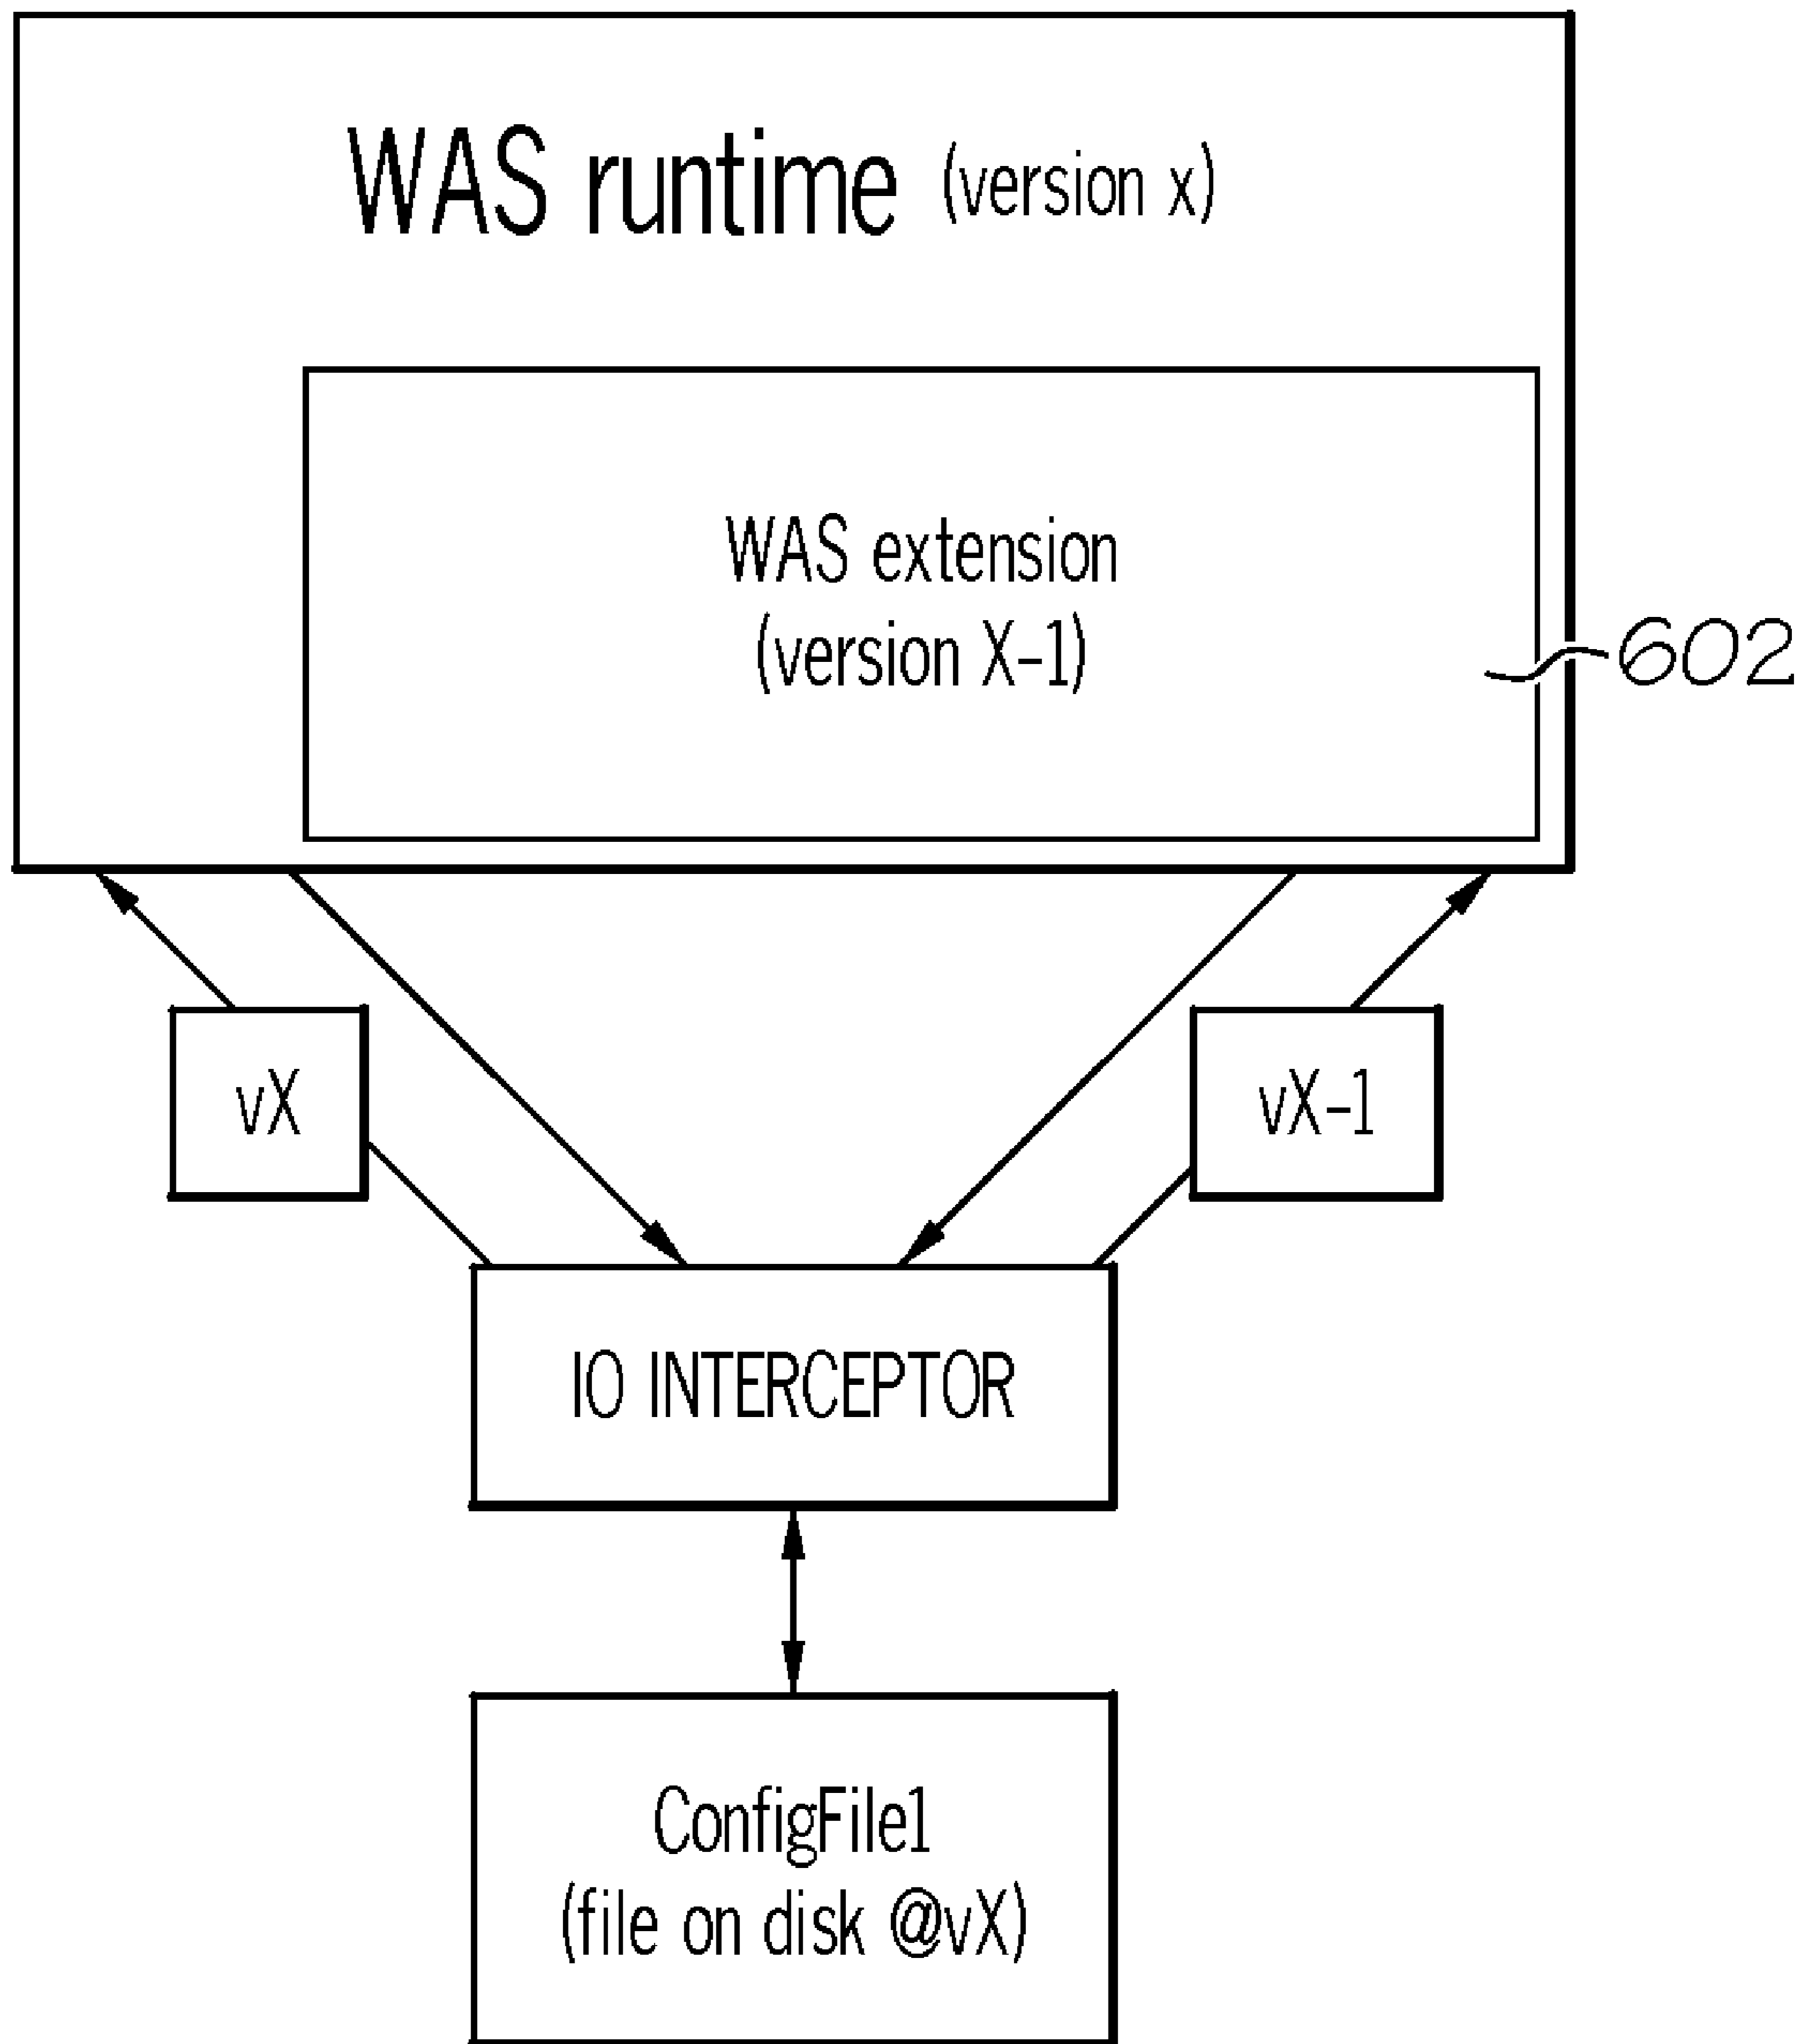 WAS runtime (version x)
WAS extension
(version X-1)
602
vX
vX-1
IO INTERCEPTOR
ConfigFile1
(file on disk @vX)